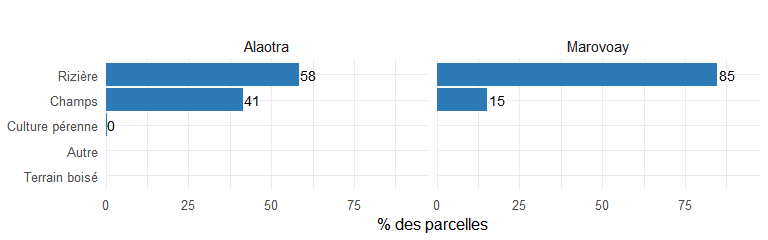 Alaotra Marovoay
Rizière 58 85
Champs 41 15
Culture pérenne 0
Autre
Terrain boisé
0 25 50 75 0 25 50 75
% des parcelles